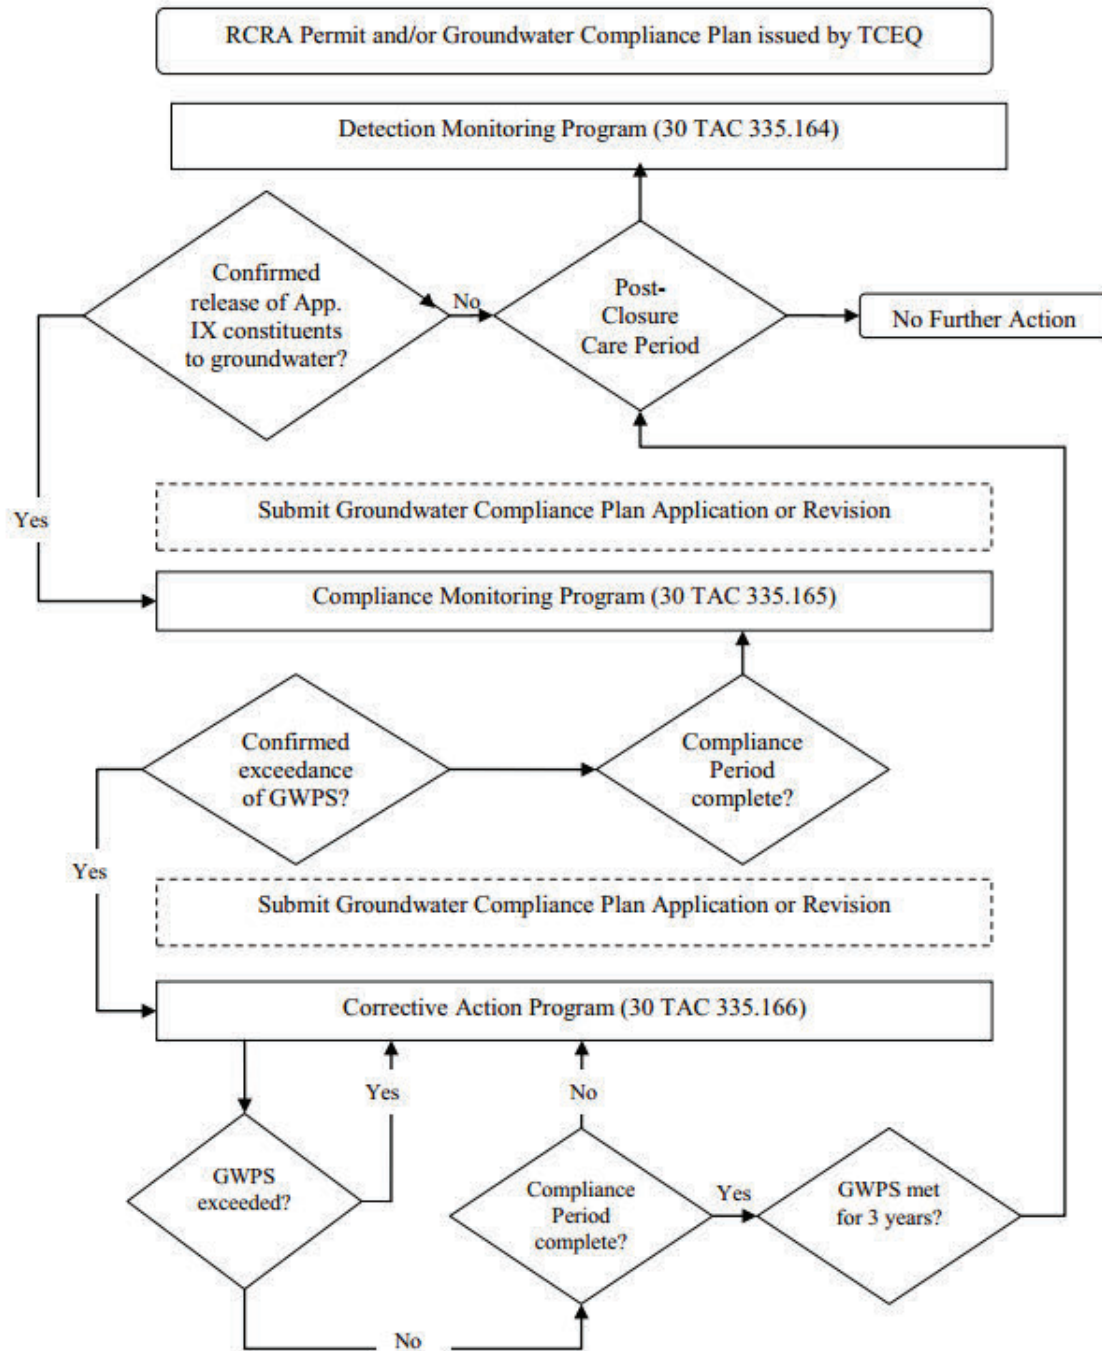 RCRA Permit and/or Groundwater Compliance Plan issued by TCEQ
Detection Monitoring Program (30 TAC 335.164)
Confirmed
release of App.
IX constituents
to groundwater?
No
Post-
Closure
Care Period
No Further Action
Yes
Submit Groundwater Compliance Plan Application or Revision
Compliance Monitoring Program (30 TAC 335.165)
Confirmed
exceedance
of GWPS?
Compliance
Period
complete?
Yes
Submit Groundwater Compliance Plan Application or Revision
Corrective Action Program (30 TAC 335.166)
Yes
No
GWPS
exceeded?
Compliance
Period
complete?
Yes
GWPS met
for 3 years?
No